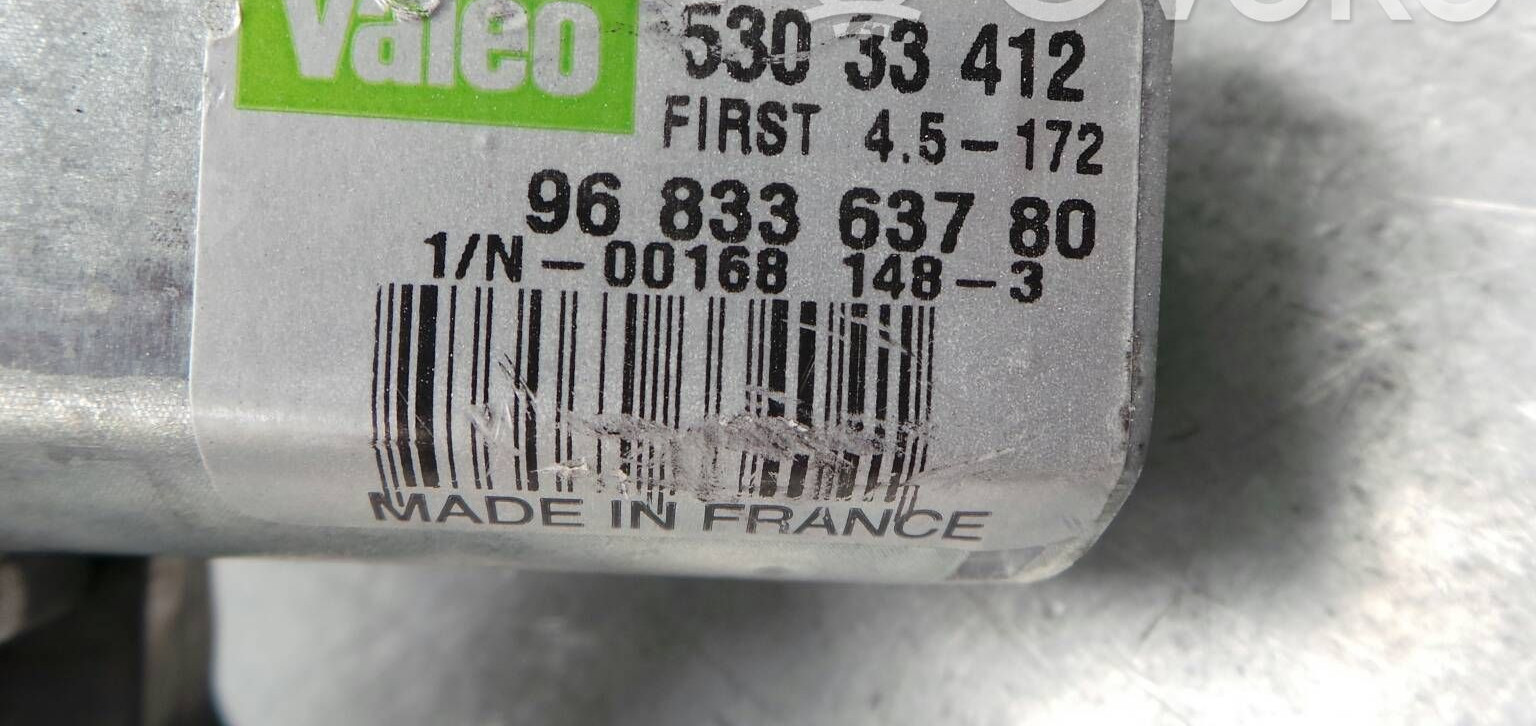 Valeo 530 33 412
FIRST 4.5-172
96 833 637 80
1/N-00168 148-3
MADE IN FRANCE